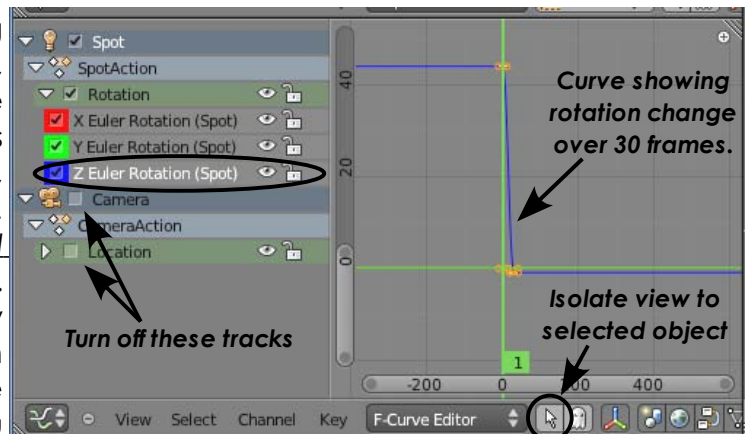 Spot
SpotAction
Rotation
X Euler Rotation (Spot)
Y Euler Rotation (Spot)
Z Euler Rotation (Spot)
Camera
CameraAction
Location
Turn off these tracks
40
20
0
Curve showing
rotation change
over 30 frames.
Isolate view to
selected object
1
-200 0 200 400
View Select Channel Key F-Curve Editor